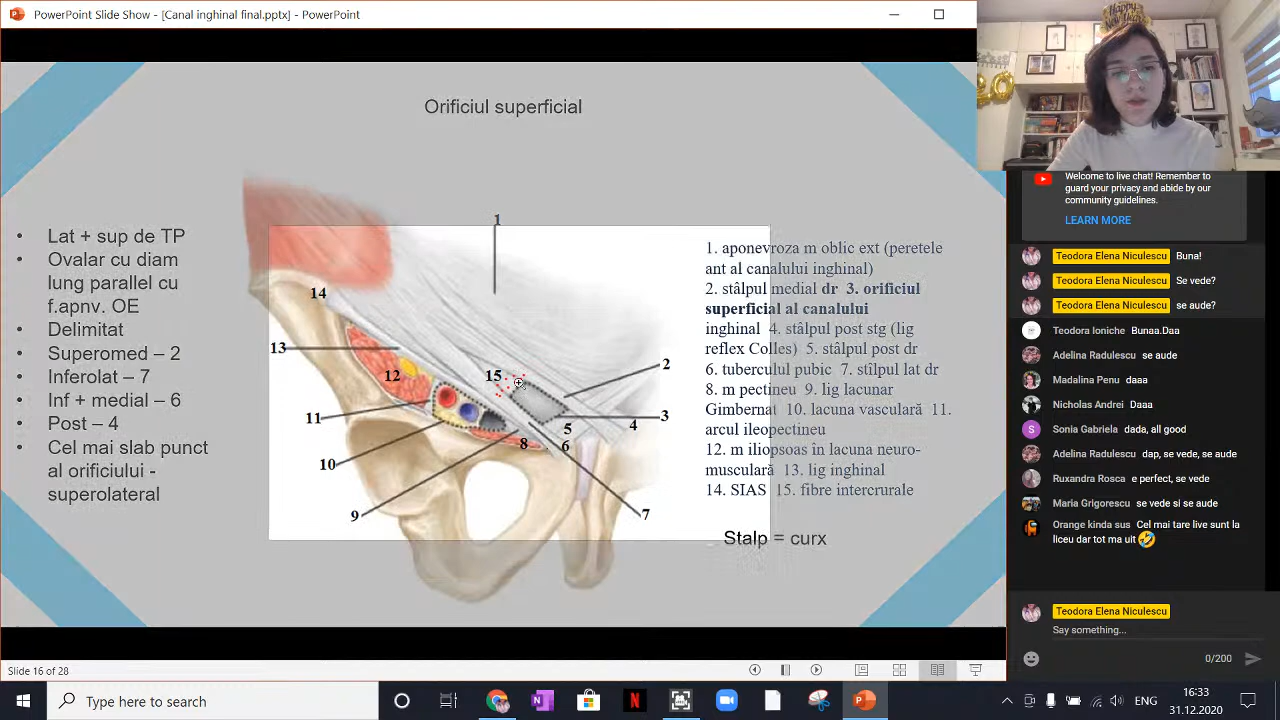 PowerPoint Slide Show - [Canal inghinal final.pptx] - PowerPoint
Orificiul superficial
• Lat + sup de TP
• Ovalar cu diam
lung parallel cu
f.apnv. OE
• Delimitat
• Superomed – 2
• Inferolat – 7
• Inf + medial – 6
• Post – 4
• Cel mai slab punct
al orificiului -
superolateral
1
14
13
12
15
2
11
3
5
4
8
6
10
9
7
1. aponevroza m oblic ext (peretele
ant al canalului inghinal)
2. stâlpul medial dr 3. orificiul
superficial al canalului
inghinal 4. stâlpul post stg (lig
reflex Colles) 5. stâlpul post dr
6. tuberculul pubic 7. stîlpul lat dr
8. m pectineu 9. lig lacunar
Gimbernat 10. lacuna vasculară 11.
arcul ileopectineu
12. m iliopsoas în lacuna neuro-
musculară 13. lig inghinal
14. SIAS 15. fibre intercrurale
Stalp = curx
Welcome to live chat! Remember to
guard your privacy and abide by our
community guidelines.
LEARN MORE
Teodora Elena Niculescu Buna!
Teodora Elena Niculescu Se vede?
Teodora Elena Niculescu se aude?
Teodora Ioniche Bunaa.Daa
Adelina Radulescu se aude
Madalina Penu daaa
Nicholas Andrei Daaa
Sonia Gabriela dada, all good
Adelina Radulescu dap, se vede, se aude
Ruxandra Rosca e perfect, se vede
Maria Grigorescu se vede si se aude
Orange kinda sus Cel mai tare live sunt la
liceu dar tot ma uit 🤣
Teodora Elena Niculescu
Say something...
0/200
Slide 16 of 28
Type here to search
ENG
16:33
31.12.2020